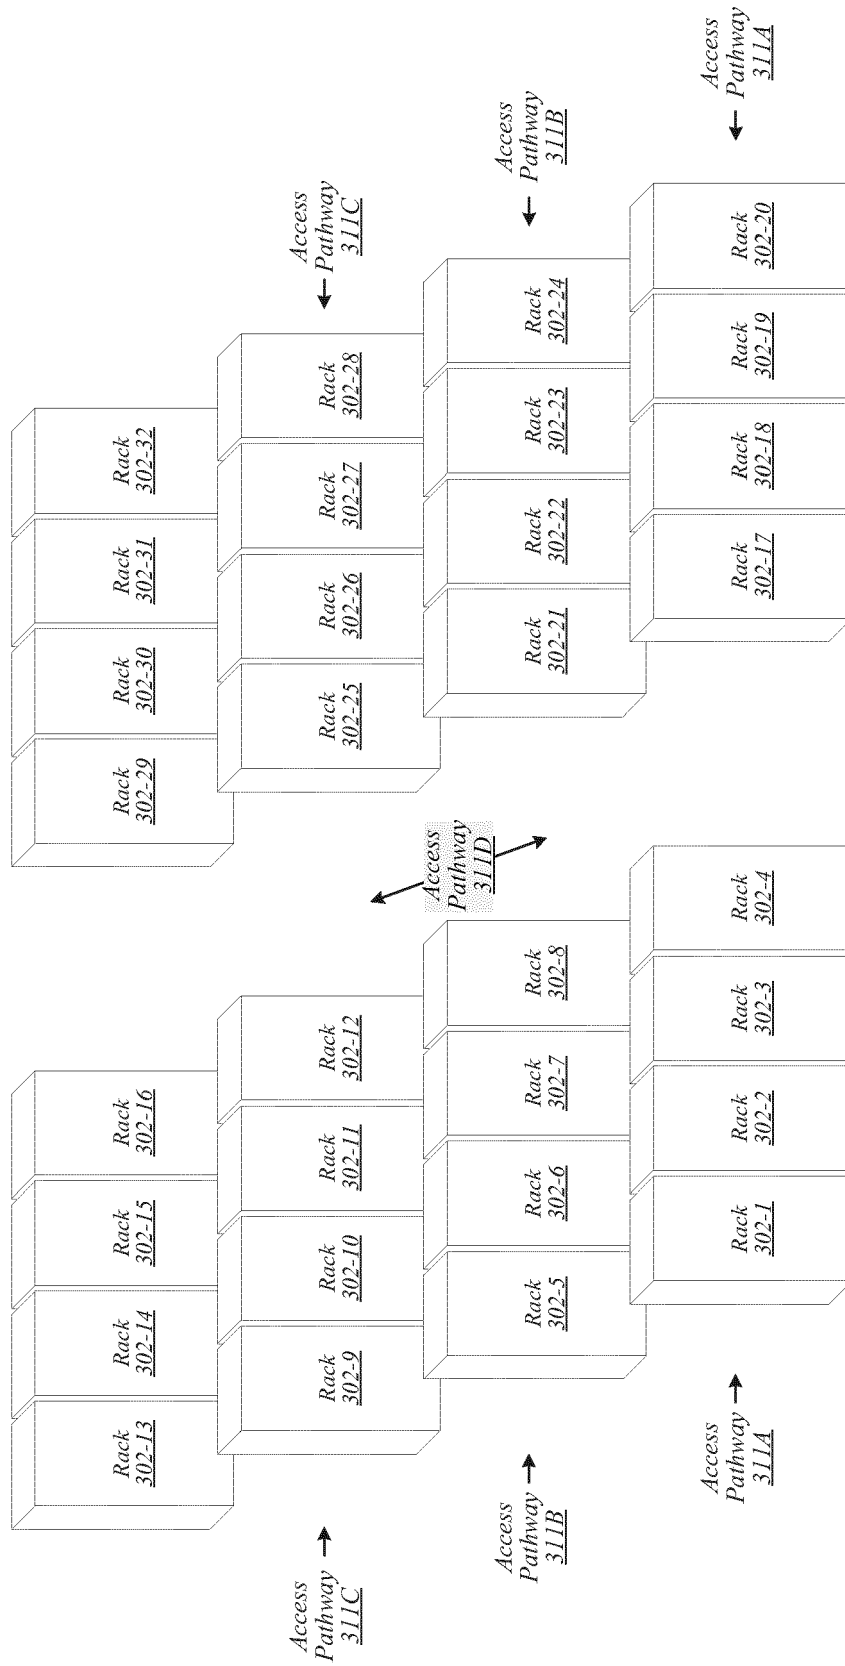 Rack
302-13
Rack
302-14
Rack
302-15
Rack
302-16
Rack
302-29
Rack
302-30
Rack
302-31
Rack
302-32
Access
Pathway
311C
Rack
302-9
Rack
302-10
Rack
302-11
Rack
302-12
Rack
302-25
Rack
302-26
Rack
302-27
Rack
302-28
Access
Pathway
311C
Access
Pathway
311D
Access
Pathway
311B
Rack
302-5
Rack
302-6
Rack
302-7
Rack
302-8
Rack
302-21
Rack
302-22
Rack
302-23
Rack
302-24
Access
Pathway
311B
Access
Pathway
311A
Rack
302-1
Rack
302-2
Rack
302-3
Rack
302-4
Rack
302-17
Rack
302-18
Rack
302-19
Rack
302-20
Access
Pathway
311A